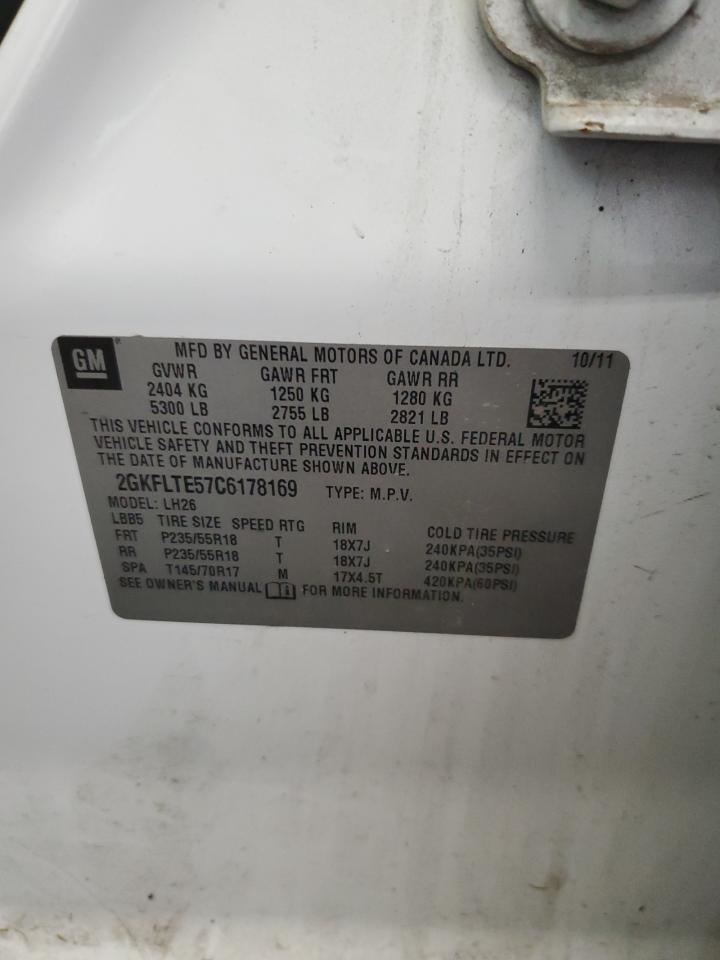 GM MFD BY GENERAL MOTORS OF CANADA LTD. 10/11
GVWR GAWR FRT GAWR RR
2404 KG 1250 KG 1280 KG
5300 LB 2755 LB 2821 LB
THIS VEHICLE CONFORMS TO ALL APPLICABLE U.S. FEDERAL MOTOR
VEHICLE SAFETY AND THEFT PREVENTION STANDARDS IN EFFECT ON
THE DATE OF MANUFACTURE SHOWN ABOVE.
2GKFLTE57C6178169 TYPE: M.P.V.
MODEL: LH26
LBB5 TIRE SIZE SPEED RTG RIM COLD TIRE PRESSURE
FRT P235/55R18 T 18X7J 240KPA(35PSI)
RR P235/55R18 T 18X7J 240KPA(35PSI)
SPA T145/70R17 M 17X4.5T 420KPA(60PSI)
SEE OWNER'S MANUAL FOR MORE INFORMATION.